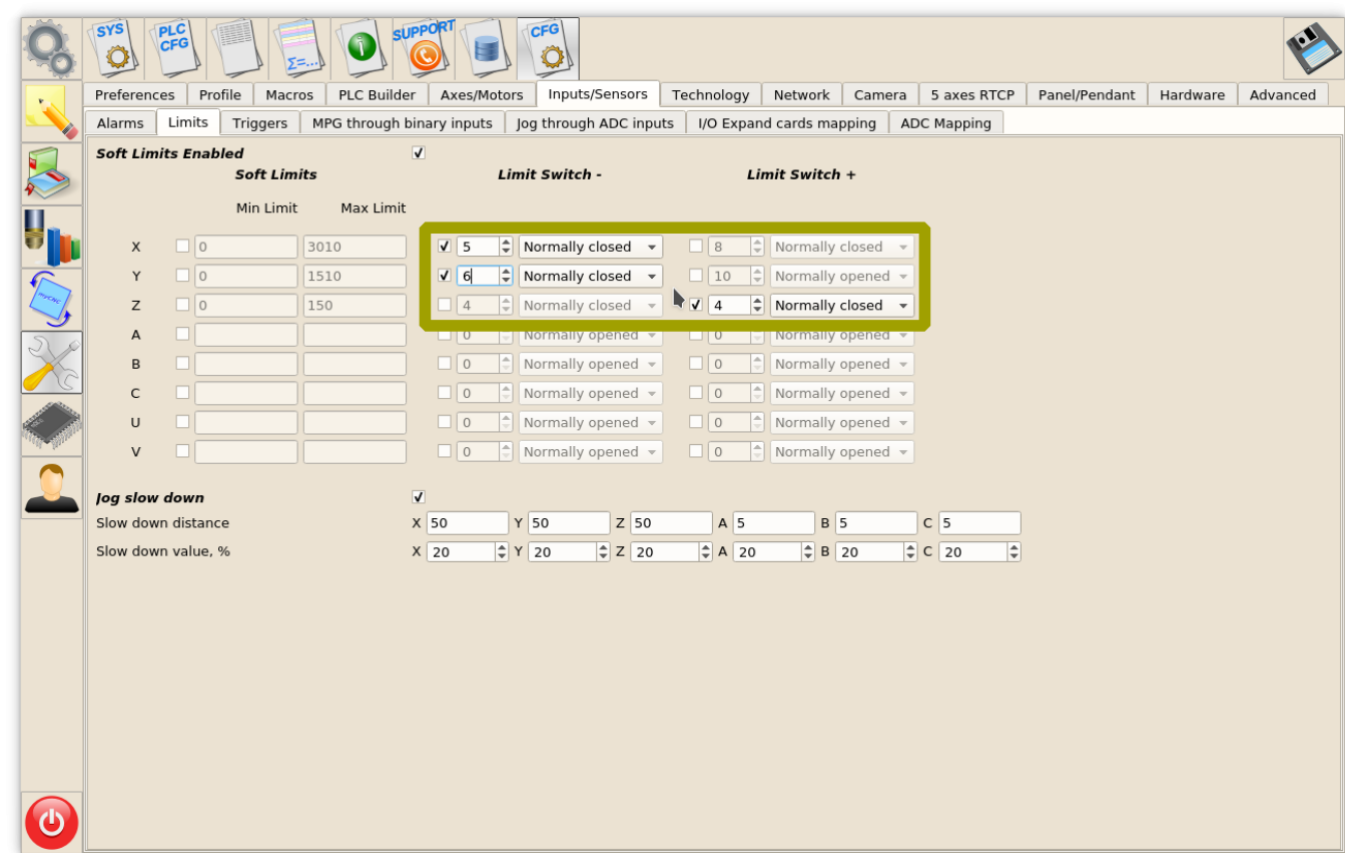 SYS PLC CFG Σ=... i SUPPORT CFG
Preferences Profile Macros PLC Builder Axes/Motors Inputs/Sensors Technology Network Camera 5 axes RTCP Panel/Pendant Hardware Advanced
Alarms Limits Triggers MPG through binary inputs Jog through ADC inputs I/O Expand cards mapping ADC Mapping
Soft Limits Enabled
Soft Limits Limit Switch - Limit Switch +
Min Limit Max Limit
X 0 3010 5 Normally closed 8 Normally closed
Y 0 1510 6 Normally closed 10 Normally opened
Z 0 150 4 Normally closed 4 Normally closed
A 0 Normally opened 0 Normally opened
B 0 Normally opened 0 Normally opened
C 0 Normally opened 0 Normally opened
U 0 Normally opened 0 Normally opened
V 0 Normally opened 0 Normally opened
Jog slow down
Slow down distance X 50 Y 50 Z 50 A 5 B 5 C 5
Slow down value, % X 20 Y 20 Z 20 A 20 B 20 C 20
myCNC